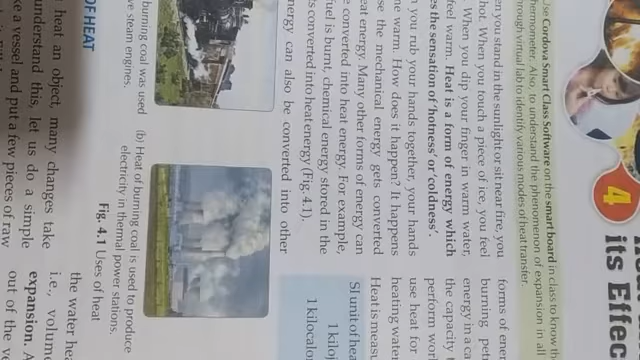 4
its Effec
Use Cordova Smart Class Software on the smart board in class to know th
thermometer. Also, to understand the phenomenon of expansion in all
through virtual lab to identify various modes of heat transfer.
en you stand in the sunlight or sit near fire, you
hot. When you touch a piece of ice, you feel
When you dip your finger in warm water,
feel warm. Heat is a form of energy which
es the sensation of 'hotness' or 'coldness'.
you rub your hands together, your hands
me warm. How does it happen? It happens
se the mechanical energy gets converted
eat energy. Many other forms of energy can
e converted into heat energy. For example,
fuel is burnt, chemical energy stored in the
ts converted into heat energy (Fig. 4.1).
nergy can also be converted into other
forms of ener
burning pet
energy in a ca
the capacity
perform wor
use heat for
heating water
Heat is measu
SI unit of hea
1 kiloj
1 kilocalor
burning coal was used
ve steam engines.
(b) Heat of burning coal is used to produce
electricity in thermal power stations.
Fig. 4.1 Uses of heat
OF HEAT
heat an object, many changes take
understand this, let us do a simple
ke a vessel and put a few pieces of raw
the water hea
i.e., volum
expansion. A
out of the v